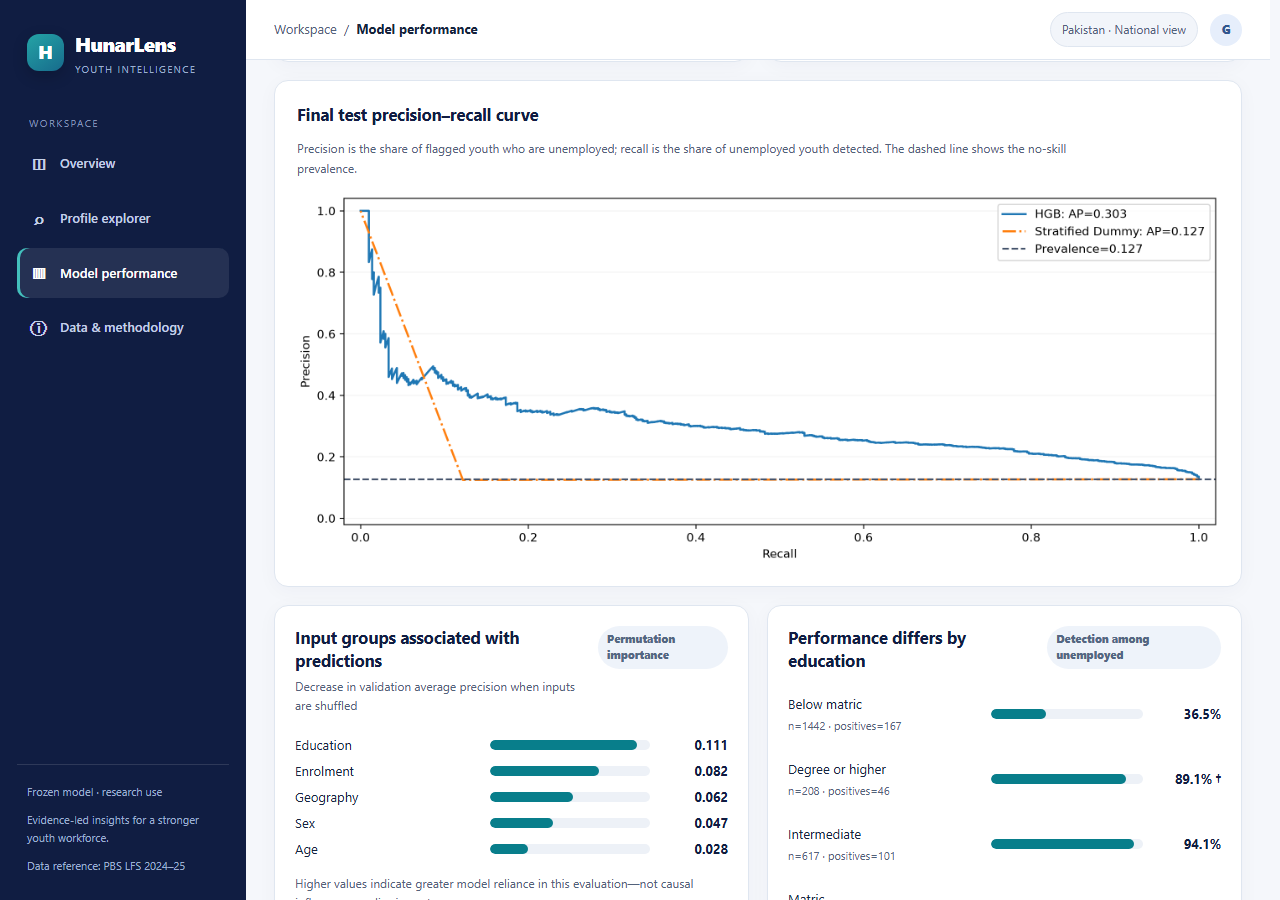 H
HunarLens
YOUTH INTELLIGENCE
WORKSPACE
Overview
Profile explorer
Model performance
Data & methodology
Frozen model · research use
Evidence-led insights for a stronger
youth workforce.
Data reference: PBS LFS 2024–25
Workspace / Model performance
Pakistan · National view
G
Final test precision–recall curve
Precision is the share of flagged youth who are unemployed; recall is the share of unemployed youth detected. The dashed line shows the no-skill
prevalence.
HGB: AP=0.303
Stratified Dummy: AP=0.127
Prevalence=0.127
Precision
1.0
0.8
0.6
0.4
0.2
0.0
0.0 0.2 0.4 0.6 0.8 1.0
Recall
Input groups associated with
predictions
Permutation
importance
Decrease in validation average precision when inputs
are shuffled
Education 0.111
Enrolment 0.082
Geography 0.062
Sex 0.047
Age 0.028
Higher values indicate greater model reliance in this evaluation—not causal
Performance differs by
education
Detection among
unemployed
Below matric
n=1442 · positives=167
36.5%
Degree or higher
n=208 · positives=46
89.1% †
Intermediate
n=617 · positives=101
94.1%
Matric